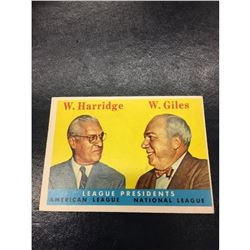 W. Harridge W. Giles
LEAGUE PRESIDENTS
AMERICAN LEAGUE NATIONAL LEAGUE